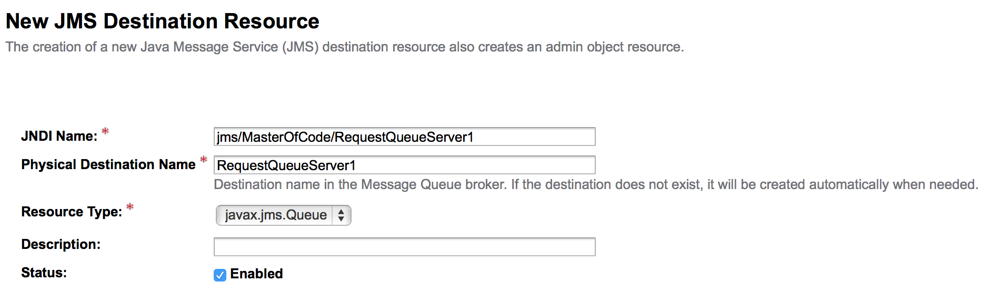 New JMS Destination Resource
The creation of a new Java Message Service (JMS) destination resource also creates an admin object resource.
JNDI Name: * jms/MasterOfCode/RequestQueueServer1
Physical Destination Name * RequestQueueServer1
Destination name in the Message Queue broker. If the destination does not exist, it will be created automatically when needed.
Resource Type: * javax.jms.Queue
Description:
Status: Enabled